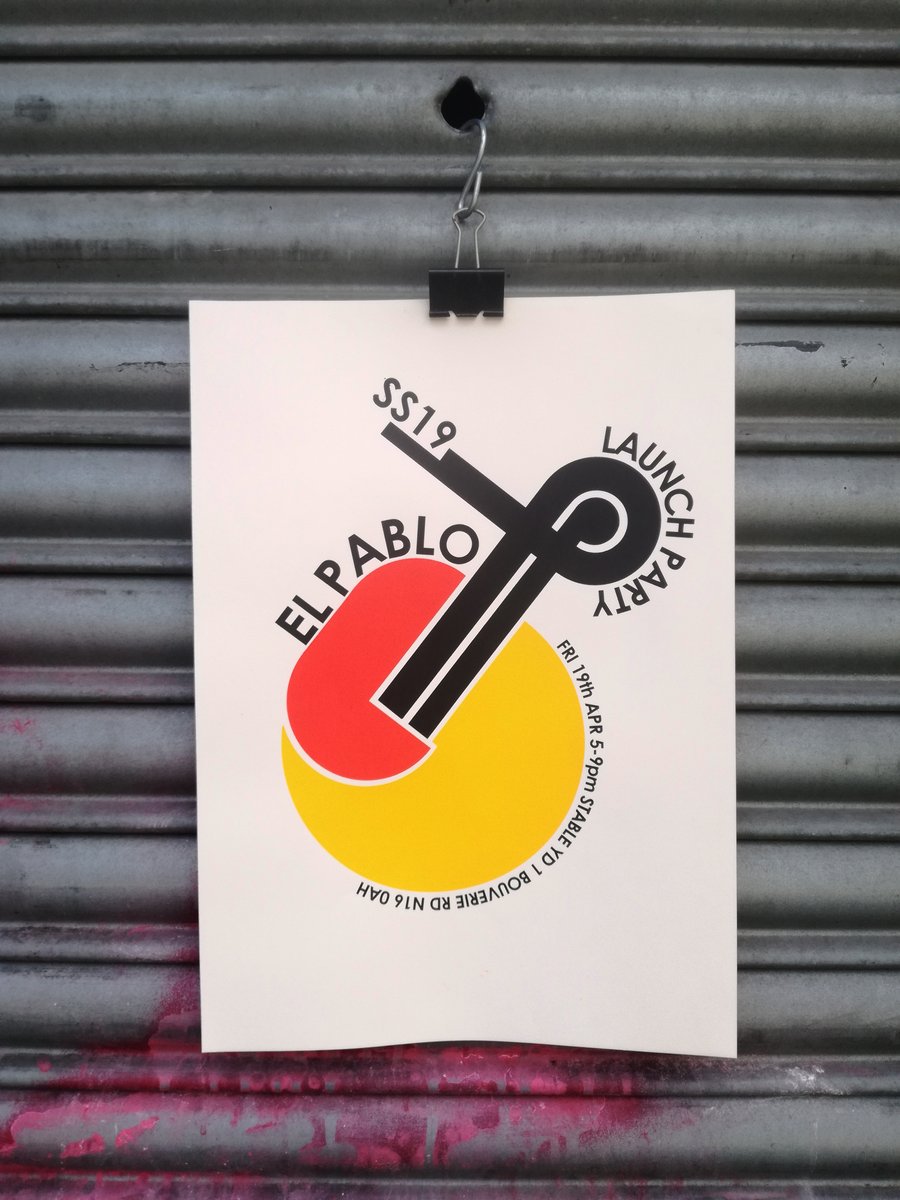 SS19
LAUNCH PARTY
EL PABLO
FRI 19th APR 5-9pm STABLE YD 1 BOUVERIE RD N16 0AH